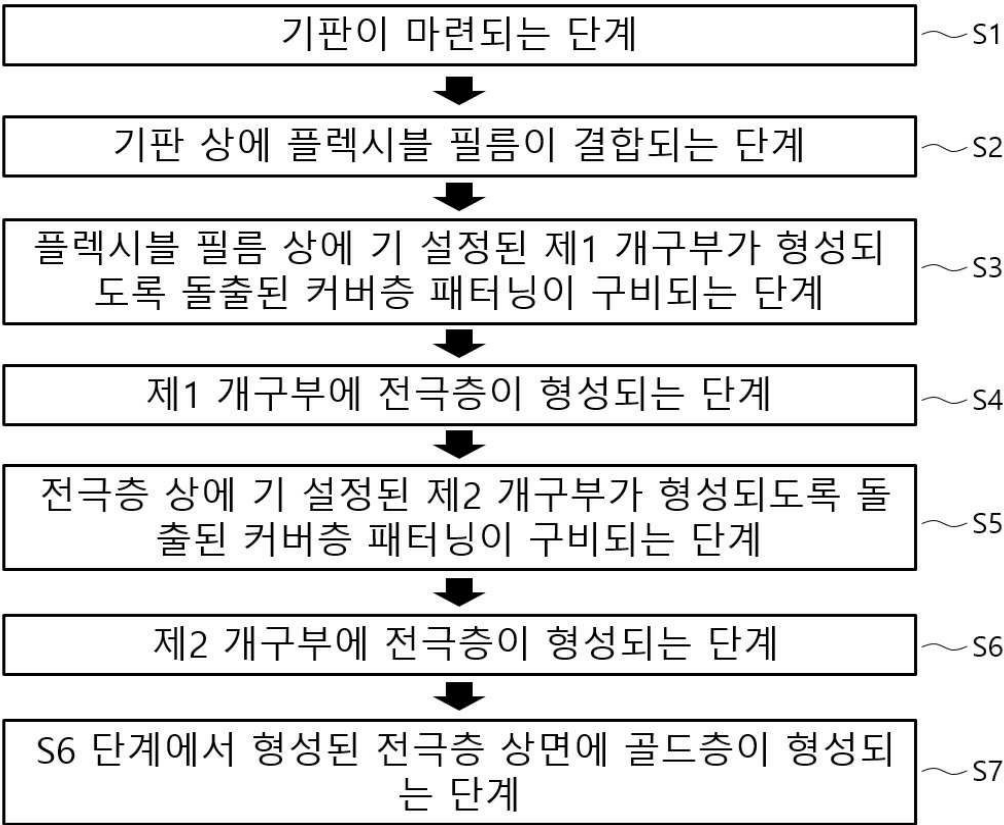 기판이 마련되는 단계
S1
기판 상에 플렉시블 필름이 결합되는 단계
S2
플렉시블 필름 상에 기 설정된 제1 개구부가 형성되
도록 돌출된 커버층 패터닝이 구비되는 단계
S3
제1 개구부에 전극층이 형성되는 단계
S4
전극층 상에 기 설정된 제2 개구부가 형성되도록 돌
출된 커버층 패터닝이 구비되는 단계
S5
제2 개구부에 전극층이 형성되는 단계
S6
S6 단계에서 형성된 전극층 상면에 골드층이 형성되
는 단계
S7